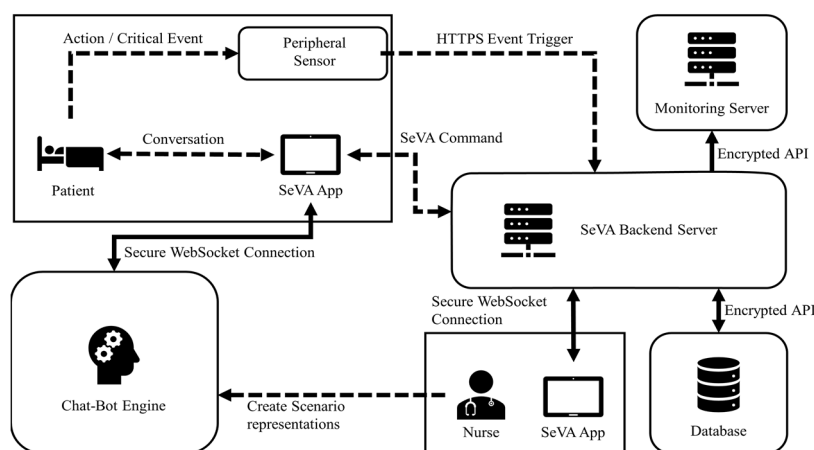 Action / Critical Event
Peripheral
Sensor
HTTPS Event Trigger
Monitoring Server
Conversation
SeVA Command
Encrypted API
Patient
SeVA App
SeVA Backend Server
Secure WebSocket Connection
Secure WebSocket
Connection
Encrypted API
Chat-Bot Engine
Create Scenario
representations
Nurse
SeVA App
Database